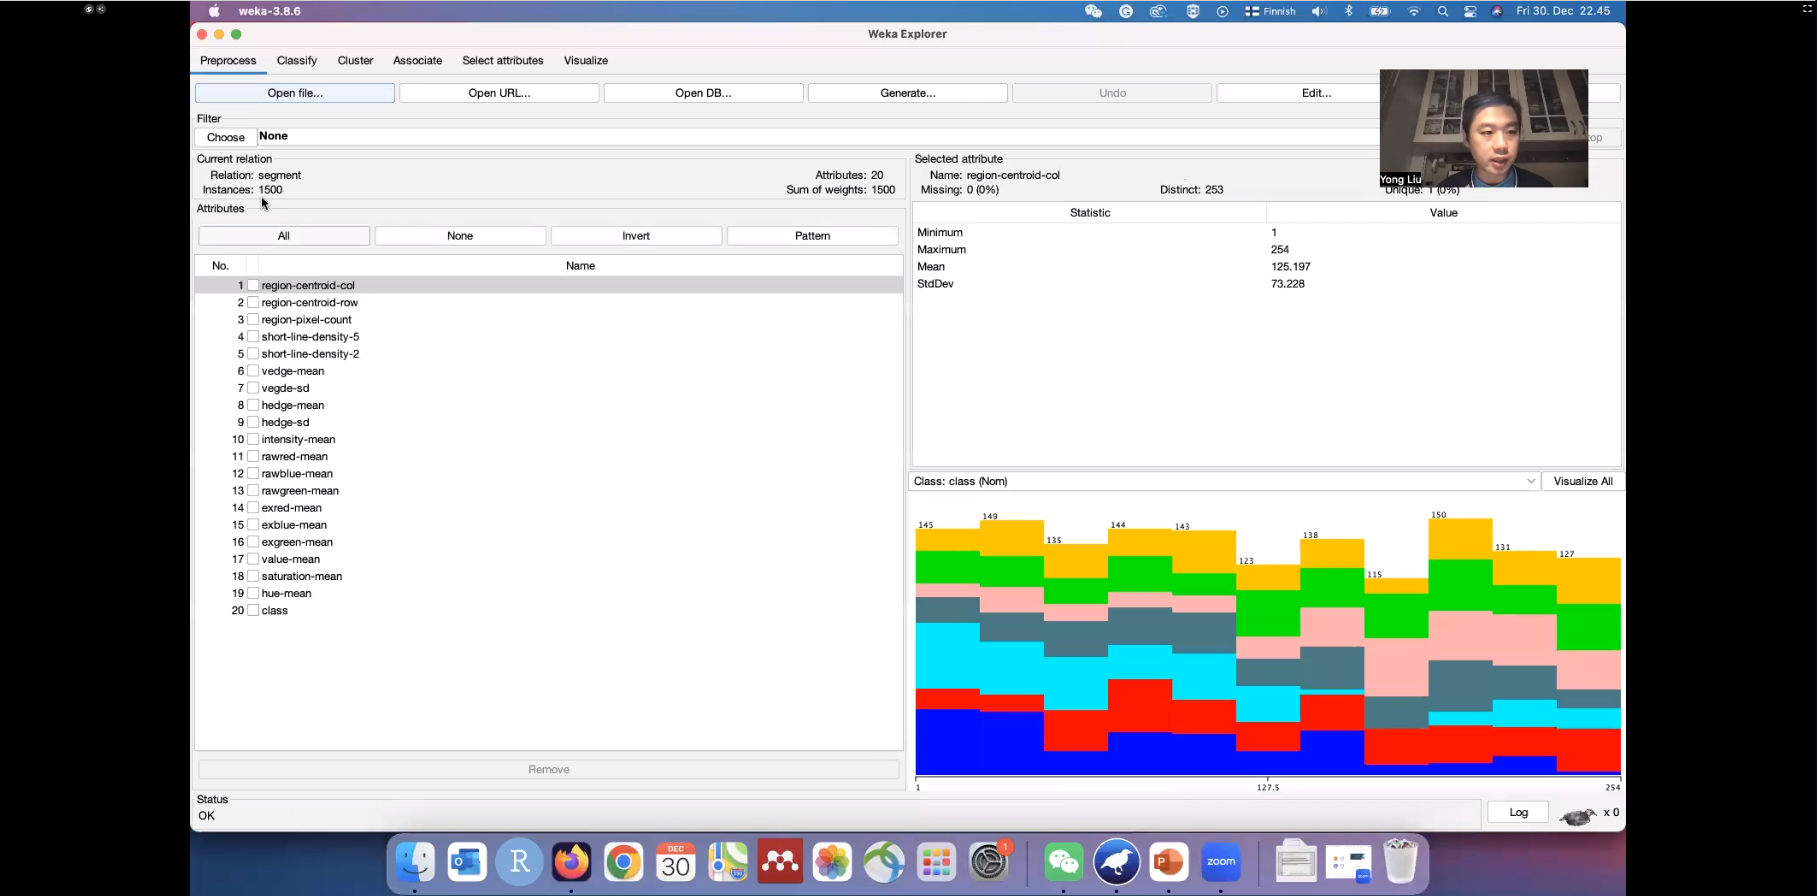 weka-3.8.6
Finnish
Fri 30. Dec 22.45
Weka Explorer
Preprocess Classify Cluster Associate Select attributes Visualize
Open file... Open URL... Open DB... Generate... Undo Edit...
Filter
Choose None
op
Current relation
Relation: segment Attributes: 20
Instances: 1500 Sum of weights: 1500
Selected attribute
Name: region-centroid-col
Missing: 0 (0%) Distinct: 253 Unique: 1 (0%)
Yong Liu
Attributes
All None Invert Pattern
No. Name
1 region-centroid-col
2 region-centroid-row
3 region-pixel-count
4 short-line-density-5
5 short-line-density-2
6 vedge-mean
7 vegde-sd
8 hedge-mean
9 hedge-sd
10 intensity-mean
11 rawred-mean
12 rawblue-mean
13 rawgreen-mean
14 exred-mean
15 exblue-mean
16 exgreen-mean
17 value-mean
18 saturation-mean
19 hue-mean
20 class
Remove
Statistic Value
Minimum 1
Maximum 254
Mean 125.197
StdDev 73.228
Class: class (Nom) Visualize All
145 149 135 144 143 123 138 115 150 131 127
1 127.5 254
Status
OK
Log x 0
R
DEC
30
1
zoom